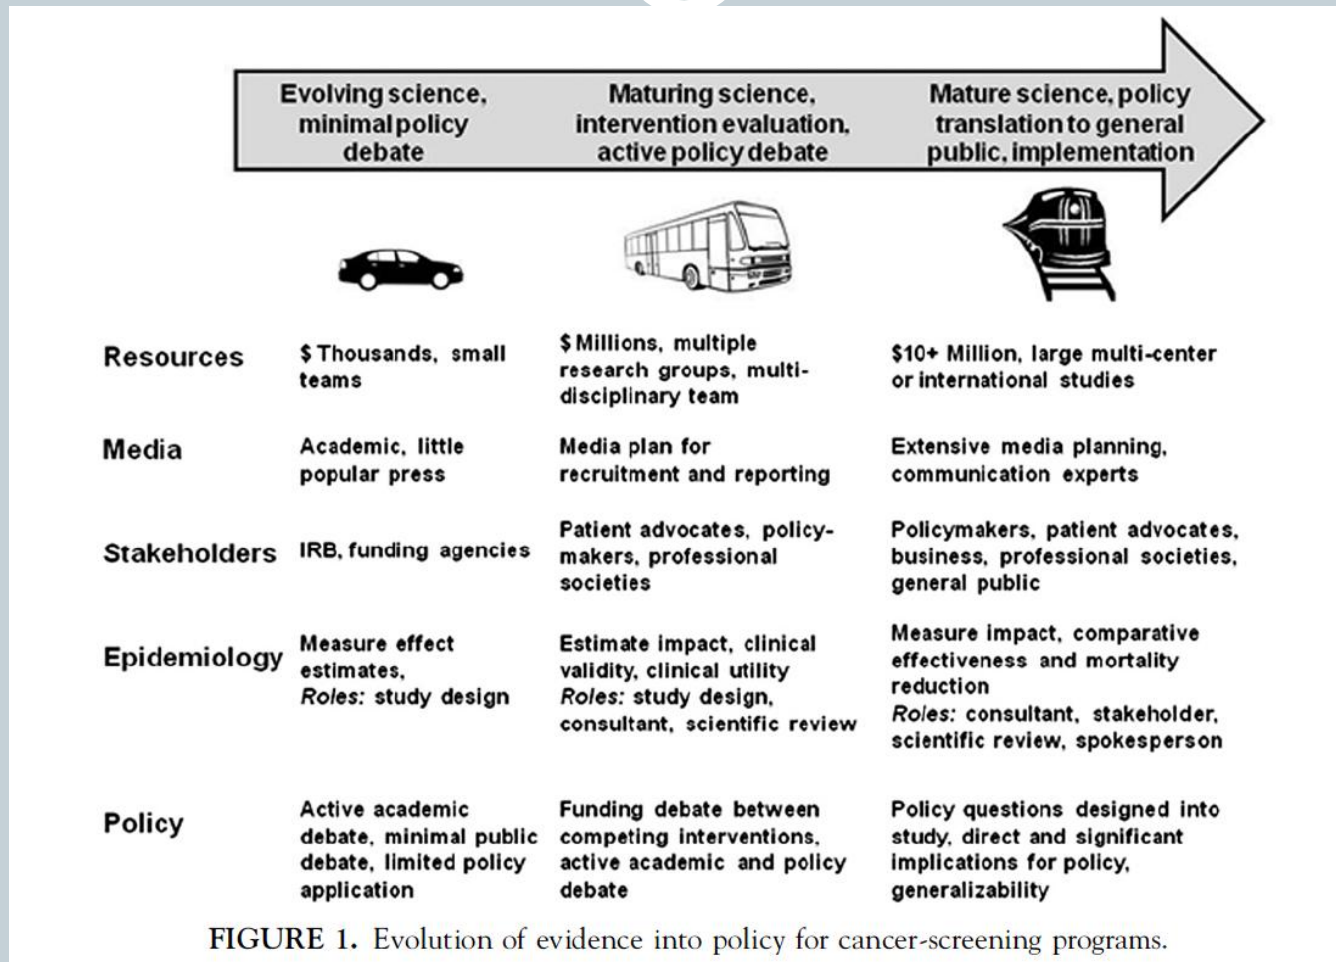 Evolving science,
minimal policy
debate
Maturing science,
intervention evaluation,
active policy debate
Mature science, policy
translation to general
public, implementation
Resources
$ Thousands, small
teams
$ Millions, multiple
research groups, multi-
disciplinary team
$10+ Million, large multi-center
or international studies
Media
Academic, little
popular press
Media plan for
recruitment and reporting
Extensive media planning,
communication experts
Stakeholders
IRB, funding agencies
Patient advocates, policy-
makers, professional
societies
Policymakers, patient advocates,
business, professional societies,
general public
Epidemiology
Measure effect
estimates,
Roles: study design
Estimate impact, clinical
validity, clinical utility
Roles: study design,
consultant, scientific review
Measure impact, comparative
effectiveness and mortality
reduction
Roles: consultant, stakeholder,
scientific review, spokesperson
Policy
Active academic
debate, minimal public
debate, limited policy
application
Funding debate between
competing interventions,
active academic and policy
debate
Policy questions designed into
study, direct and significant
implications for policy,
generalizability
FIGURE 1. Evolution of evidence into policy for cancer-screening programs.